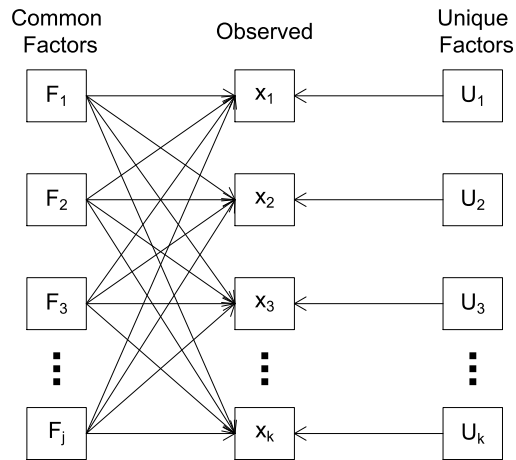 Common
Factors
Observed
Unique
Factors
F1
x1
U1
F2
x2
U2
F3
x3
U3
Fj
xk
Uk